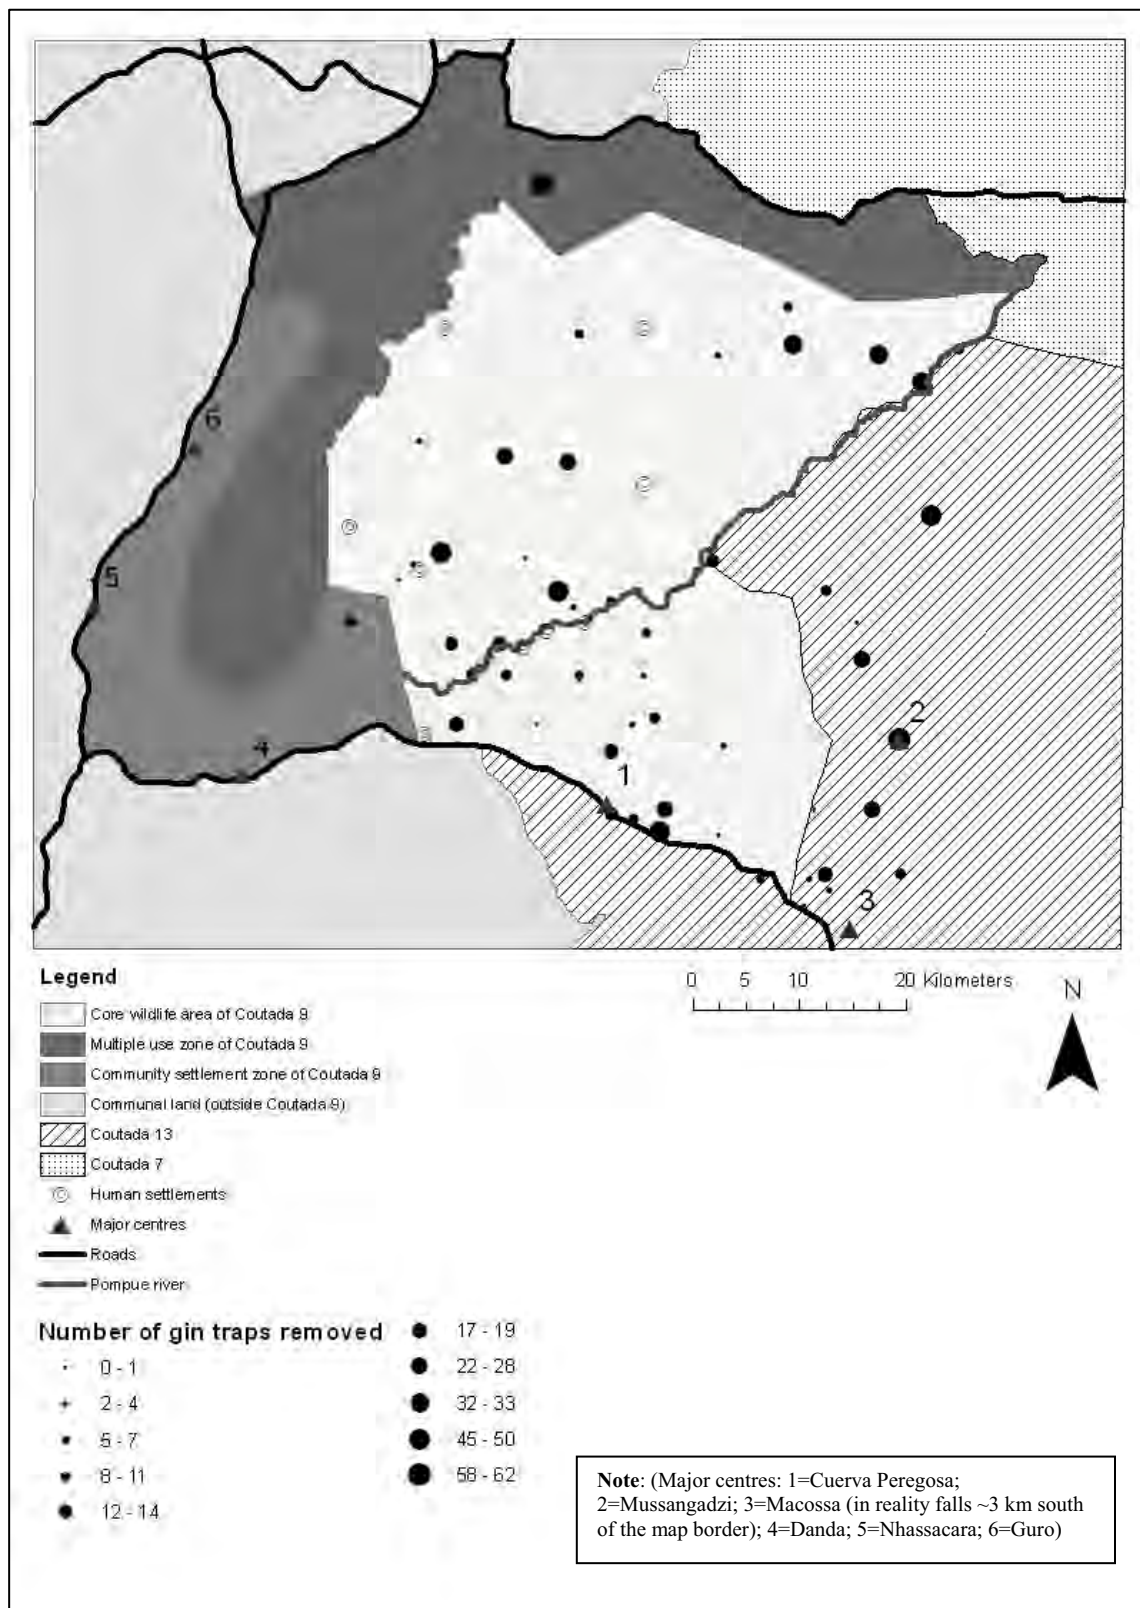 6
5
4
2
1
3
Legend
Core wildlife area of Coutada 9
Multiple use zone of Coutada 9
Community settlement zone of Coutada 9
Communal land (outside Coutada 9)
Coutada 13
Coutada 7
Human settlements
Major centres
Roads
Pompue river
0 5 10 20 Kilometers
N
Number of gin traps removed
0 - 1
2 - 4
5 - 7
8 - 11
12 - 14
17 - 19
22 - 28
32 - 33
45 - 50
58 - 62
Note: (Major centres: 1=Cuerva Peregosa;
2=Mussangadzi; 3=Macossa (in reality falls ~3 km south
of the map border); 4=Danda; 5=Nhassacara; 6=Guro)